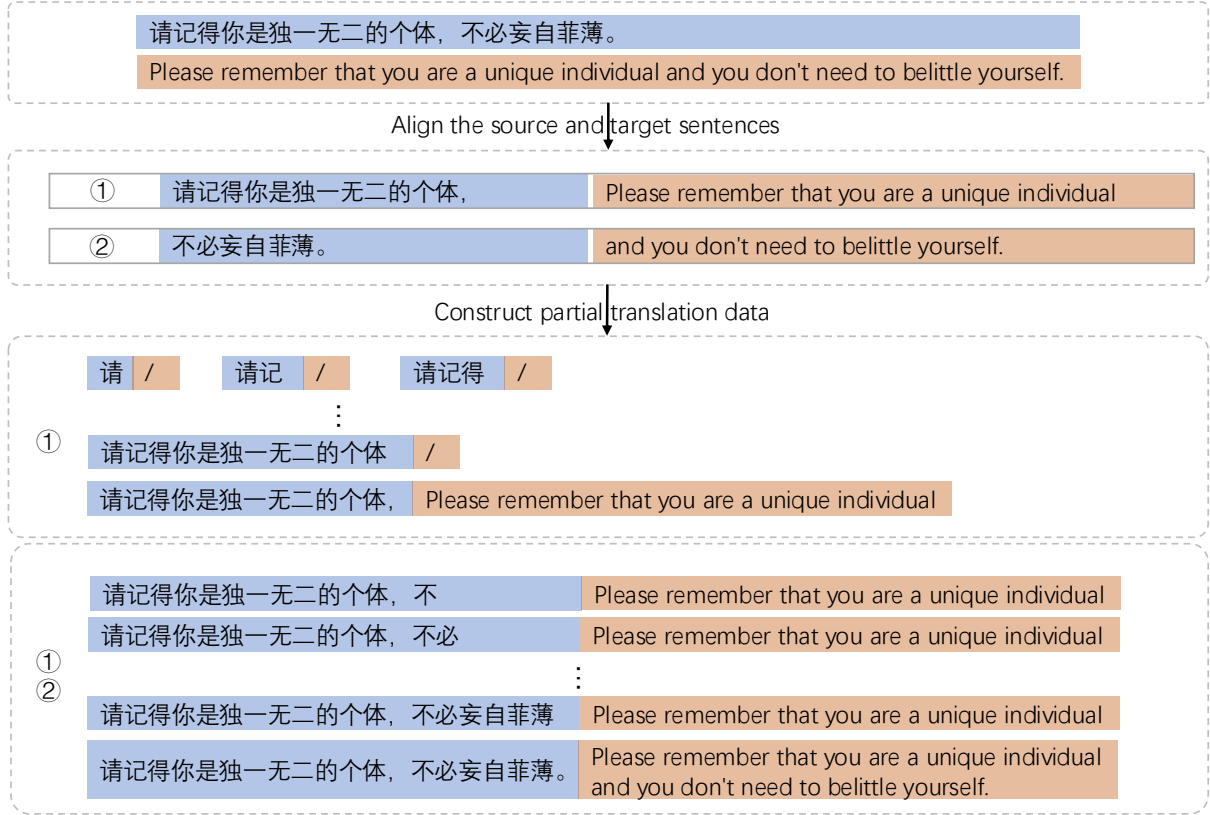 请记得你是独一无二的个体，不必妄自菲薄。
Please remember that you are a unique individual and you don't need to belittle yourself.
Align the source and target sentences
① 请记得你是独一无二的个体， Please remember that you are a unique individual
② 不必妄自菲薄。 and you don't need to belittle yourself.
Construct partial translation data
请 / 请记 / 请记得 /
⋮
①
请记得你是独一无二的个体 /
请记得你是独一无二的个体， Please remember that you are a unique individual
请记得你是独一无二的个体，不 Please remember that you are a unique individual
请记得你是独一无二的个体，不必 Please remember that you are a unique individual
①
②
⋮
请记得你是独一无二的个体，不必妄自菲薄 Please remember that you are a unique individual
请记得你是独一无二的个体，不必妄自菲薄。 Please remember that you are a unique individual
and you don't need to belittle yourself.